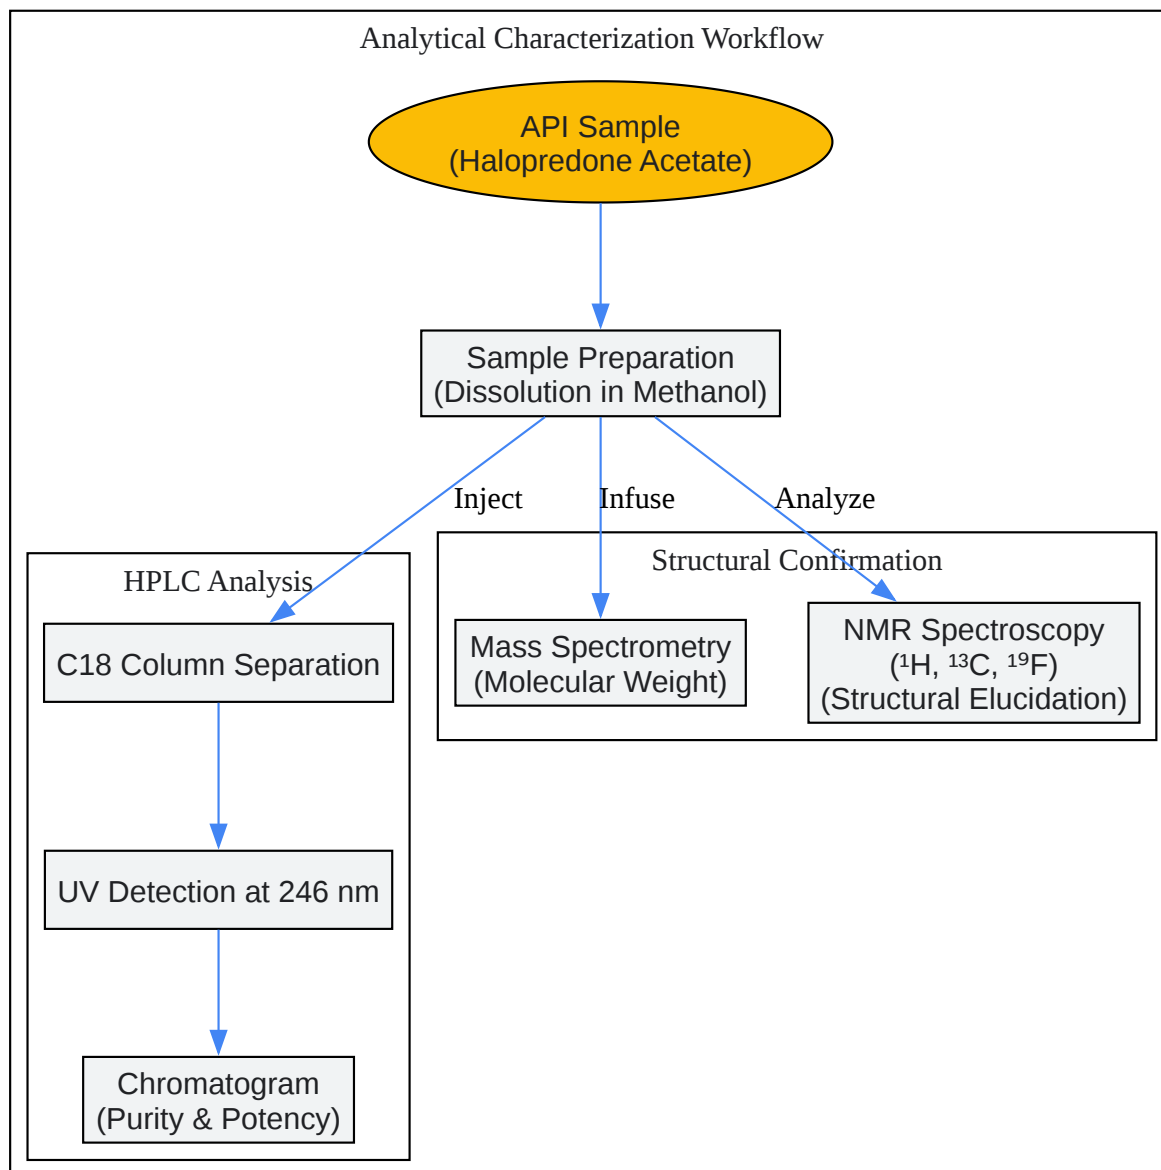 Analytical Characterization Workflow
API Sample
(Halopredone Acetate)
Sample Preparation
(Dissolution in Methanol)
Inject
Infuse
Analyze
HPLC Analysis
C18 Column Separation
UV Detection at 246 nm
Chromatogram
(Purity & Potency)
Structural Confirmation
Mass Spectrometry
(Molecular Weight)
NMR Spectroscopy
(¹H, ¹³C, ¹⁹F)
(Structural Elucidation)